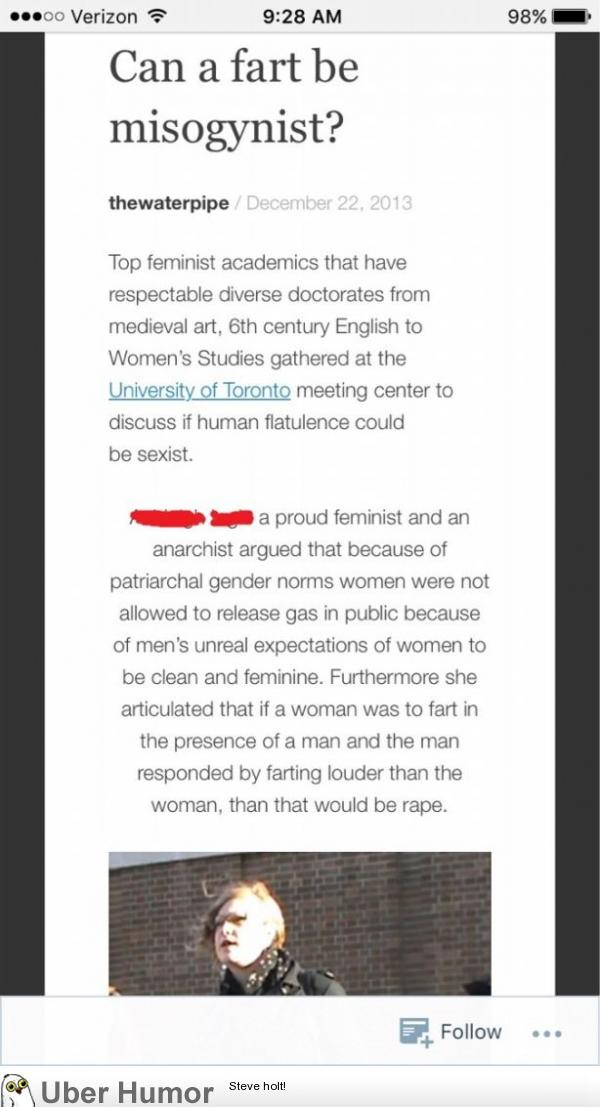 Verizon
9:28 AM
98%
Can a fart be
misogynist?
thewaterpipe / December 22, 2013
Top feminist academics that have
respectable diverse doctorates from
medieval art, 6th century English to
Women's Studies gathered at the
University of Toronto meeting center to
discuss if human flatulence could
be sexist.
a proud feminist and an
anarchist argued that because of
patriarchal gender norms women were not
allowed to release gas in public because
of men's unreal expectations of women to
be clean and feminine. Furthermore she
articulated that if a woman was to fart in
the presence of a man and the man
responded by farting louder than the
woman, than that would be rape.
Follow
Uber Humor
Steve holt!